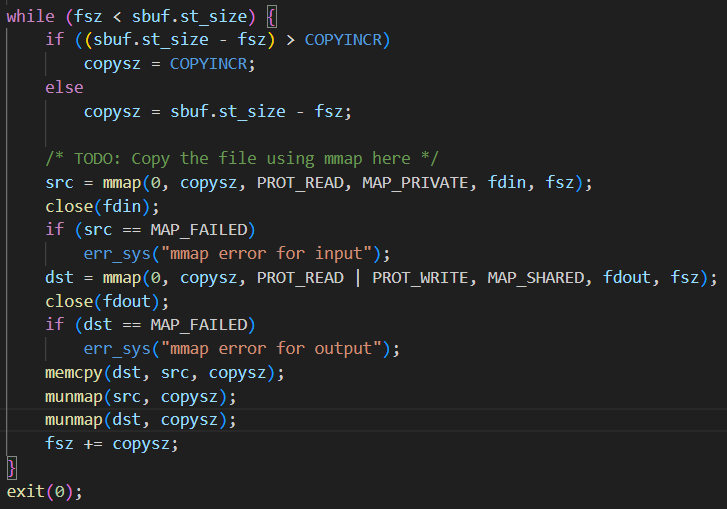 while (fsz < sbuf.st_size) {
    if ((sbuf.st_size - fsz) > COPYINCR)
        copysz = COPYINCR;
    else
        copysz = sbuf.st_size - fsz;

    /* TODO: Copy the file using mmap here */
    src = mmap(0, copysz, PROT_READ, MAP_PRIVATE, fdin, fsz);
    close(fdin);
    if (src == MAP_FAILED)
        err_sys("mmap error for input");
    dst = mmap(0, copysz, PROT_READ | PROT_WRITE, MAP_SHARED, fdout, fsz);
    close(fdout);
    if (dst == MAP_FAILED)
        err_sys("mmap error for output");
    memcpy(dst, src, copysz);
    munmap(src, copysz);
    munmap(dst, copysz);
    fsz += copysz;
}
exit(0);